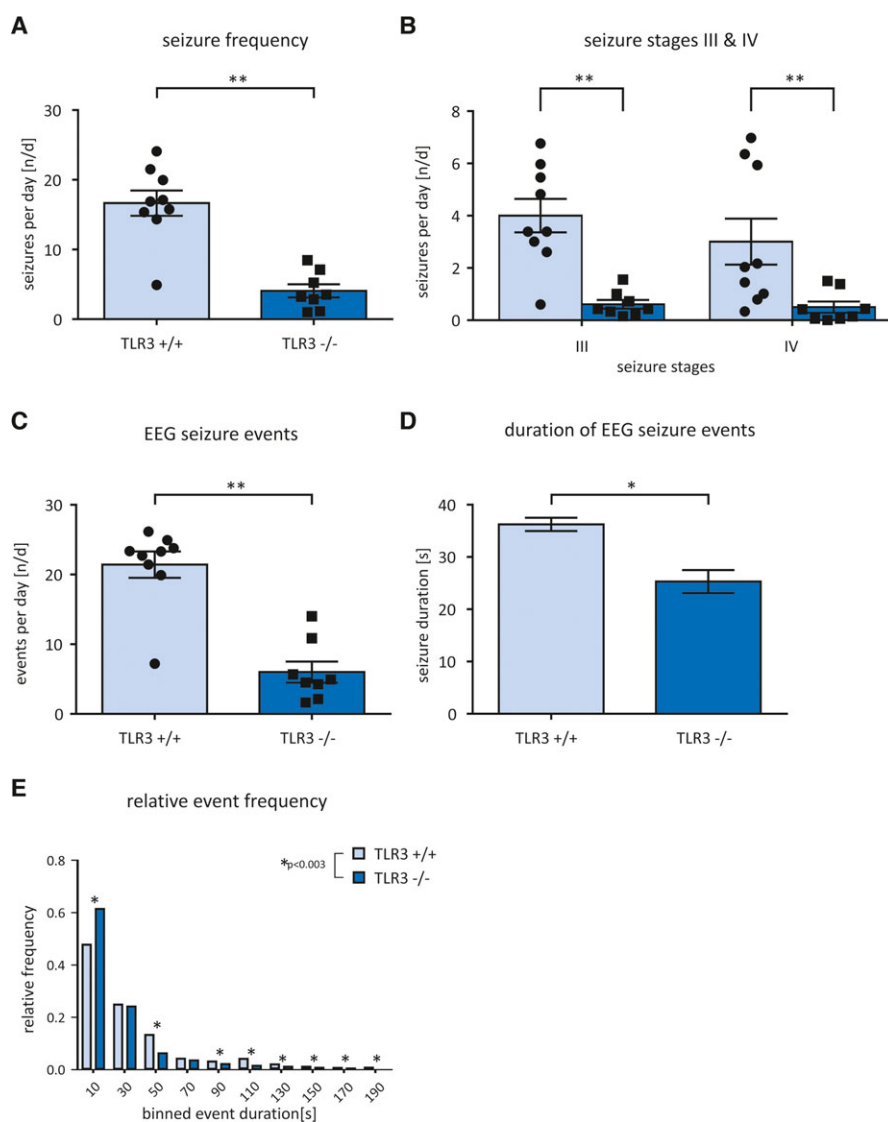 A
seizure frequency
**
seizures per day [n/d]
30
20
10
0
TLR3 +/+
TLR3 -/-
B
seizure stages III & IV
**
**
seizures per day [n/d]
8
6
4
2
0
III
IV
seizure stages
C
EEG seizure events
**
events per day [n/d]
30
20
10
0
TLR3 +/+
TLR3 -/-
D
duration of EEG seizure events
*
seizure duration [s]
40
30
20
10
0
TLR3 +/+
TLR3 -/-
E
relative event frequency
*p<0.003
TLR3 +/+
TLR3 -/-
relative frequency
0.8
0.6
0.4
0.2
0.0
*
*
*
*
*
*
*
*
10
30
50
70
90
110
130
150
170
190
binned event duration[s]